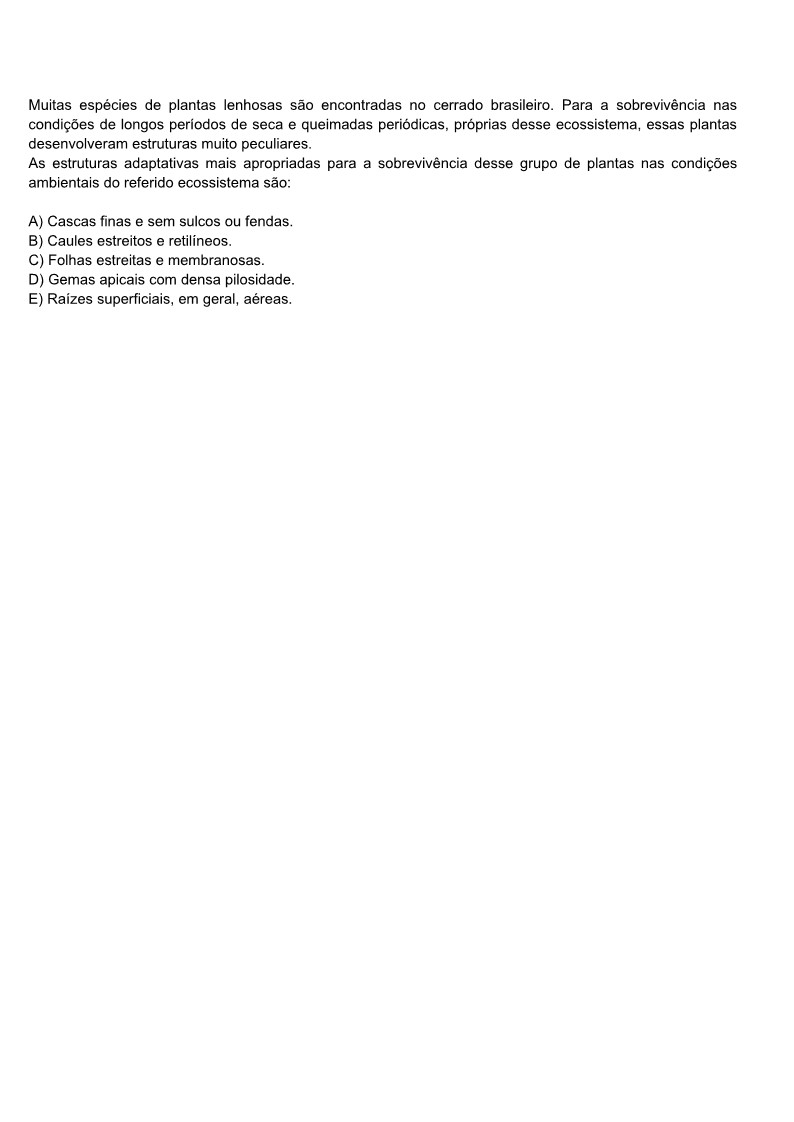 Muitas espécies de plantas lenhosas são encontradas no cerrado brasileiro. Para a sobrevivência nas
condições de longos períodos de seca e queimadas periódicas, próprias desse ecossistema, essas plantas
desenvolveram estruturas muito peculiares.
As estruturas adaptativas mais apropriadas para a sobrevivência desse grupo de plantas nas condições
ambientais do referido ecossistema são:
A) Cascas finas e sem sulcos ou fendas.
B) Caules estreitos e retilíneos.
C) Folhas estreitas e membranosas.
D) Gemas apicais com densa pilosidade.
E) Raízes superficiais, em geral, aéreas.